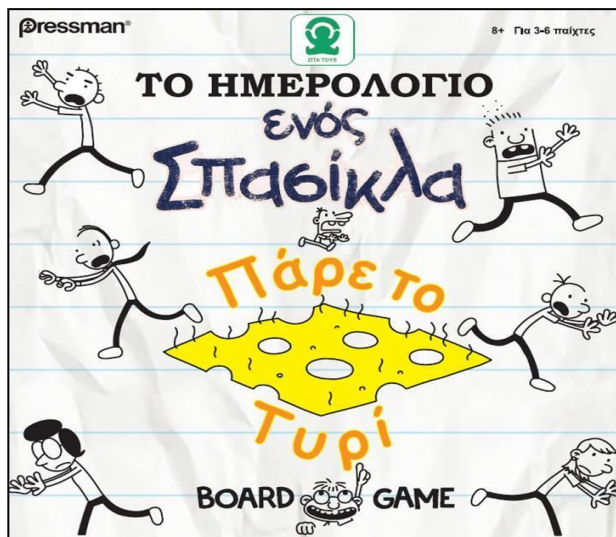 Pressman®
ZITA TOYS
8+ Για 3-6 παίχτες
ΤΟ ΗΜΕΡΟΛΟΓΙΟ
ενός
Σπασίκλα
Πάρε το
Τυρί
BOARD GAME